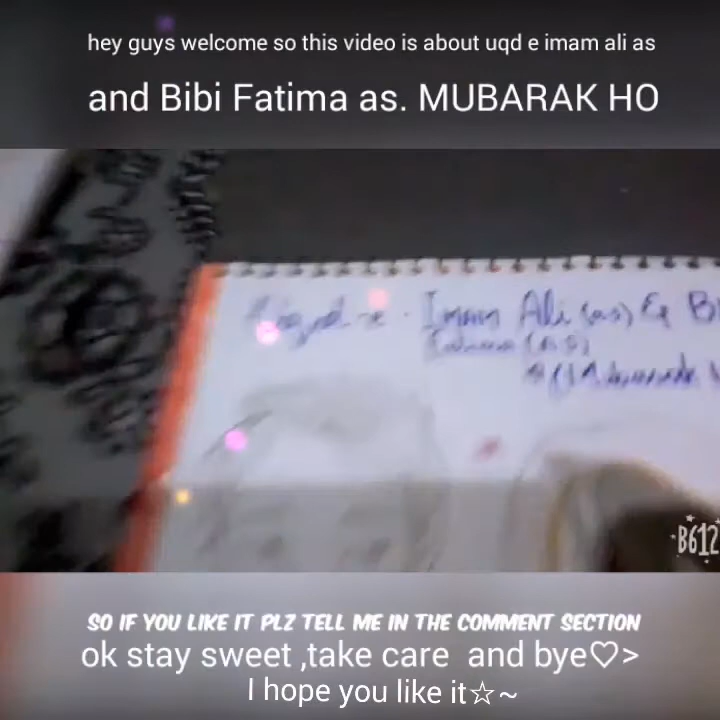 hey guys welcome so this video is about uqd e imam ali as
and Bibi Fatima as. MUBARAK HO
Imam Ali (as) &
(A.S)
B612
SO IF YOU LIKE IT PLZ TELL ME IN THE COMMENT SECTION
ok stay sweet ,take care and bye♡>
I hope you like it☆~